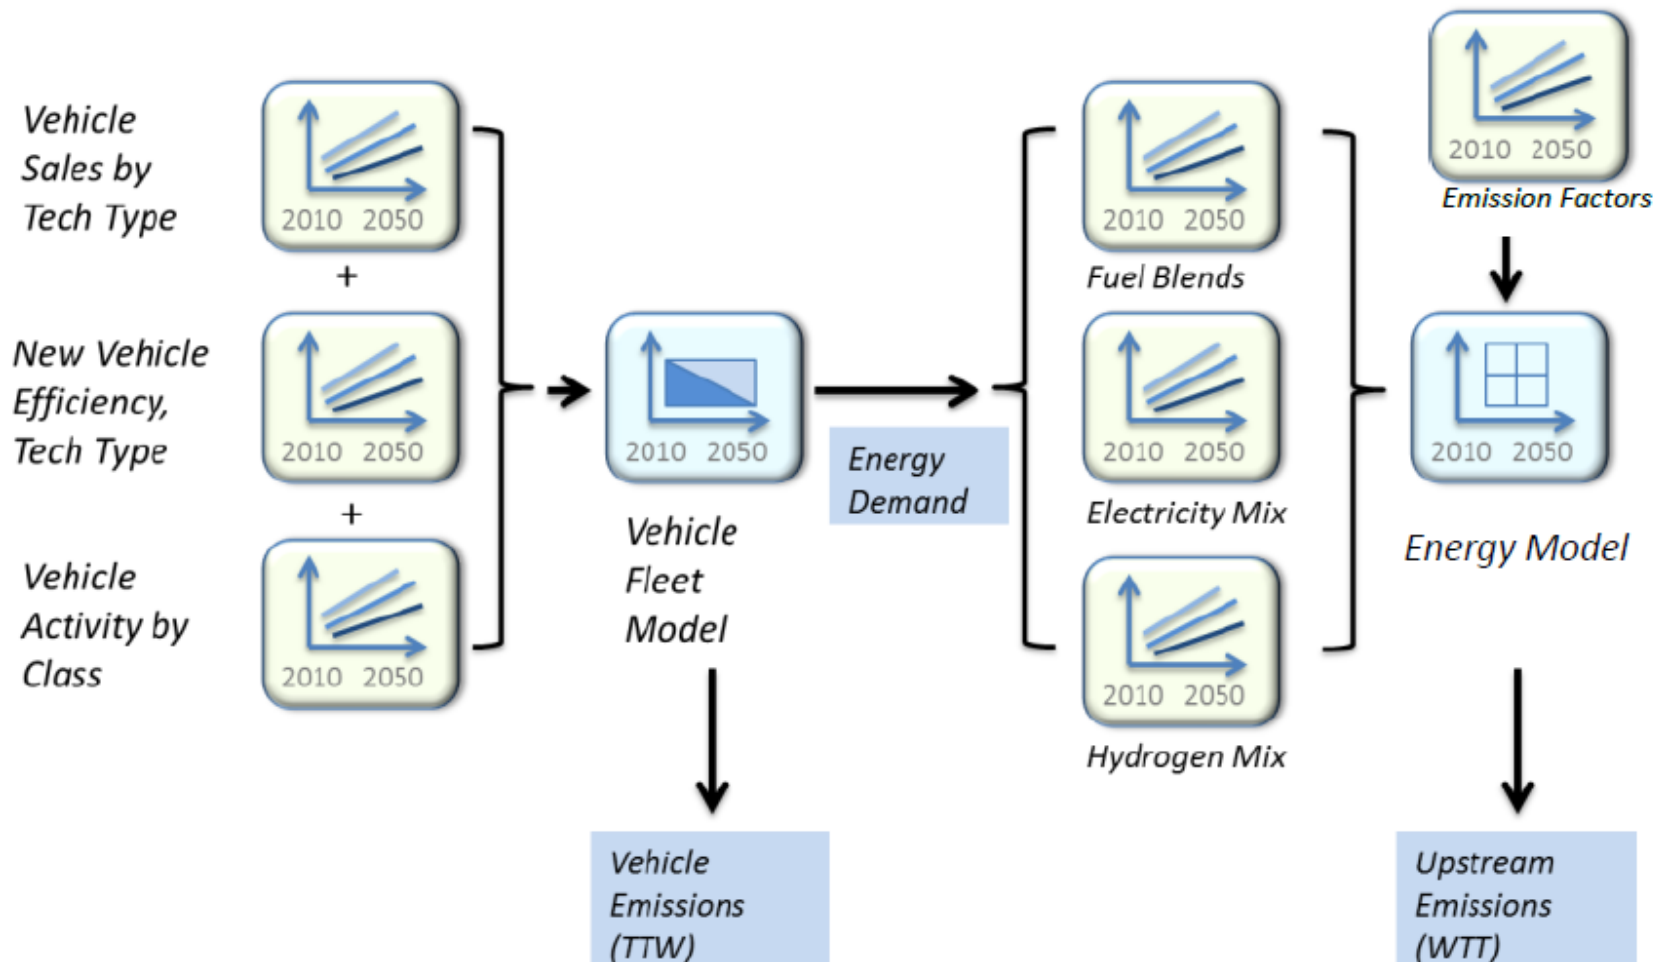 Vehicle
Sales by
Tech Type
2010 2050
+
New Vehicle
Efficiency,
Tech Type
2010 2050
+
Vehicle
Activity by
Class
2010 2050
2010 2050
Vehicle
Fleet
Model
Energy
Demand
Vehicle
Emissions
(TTW)
2010 2050
Fuel Blends
2010 2050
Electricity Mix
2010 2050
Hydrogen Mix
2010 2050
Emission Factors
2010 2050
Energy Model
Upstream
Emissions
(WTT)